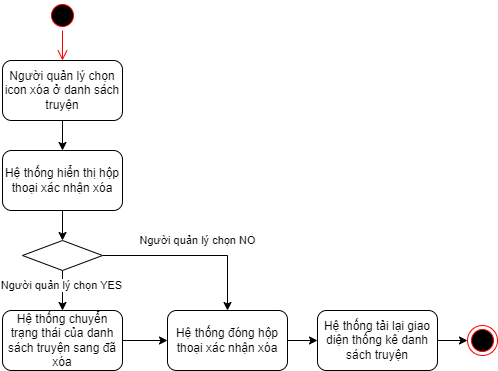 Người quản lý chọn
icon xóa ở danh sách
truyện
Hệ thống hiển thị hộp
thoại xác nhận xóa
Người quản lý chọn NO
Người quản lý chọn YES
Hệ thống chuyển
trạng thái của danh
sách truyện sang đã
xóa
Hệ thống đóng hộp
thoại xác nhận xóa
Hệ thống tải lại giao
diện thống kê danh
sách truyện